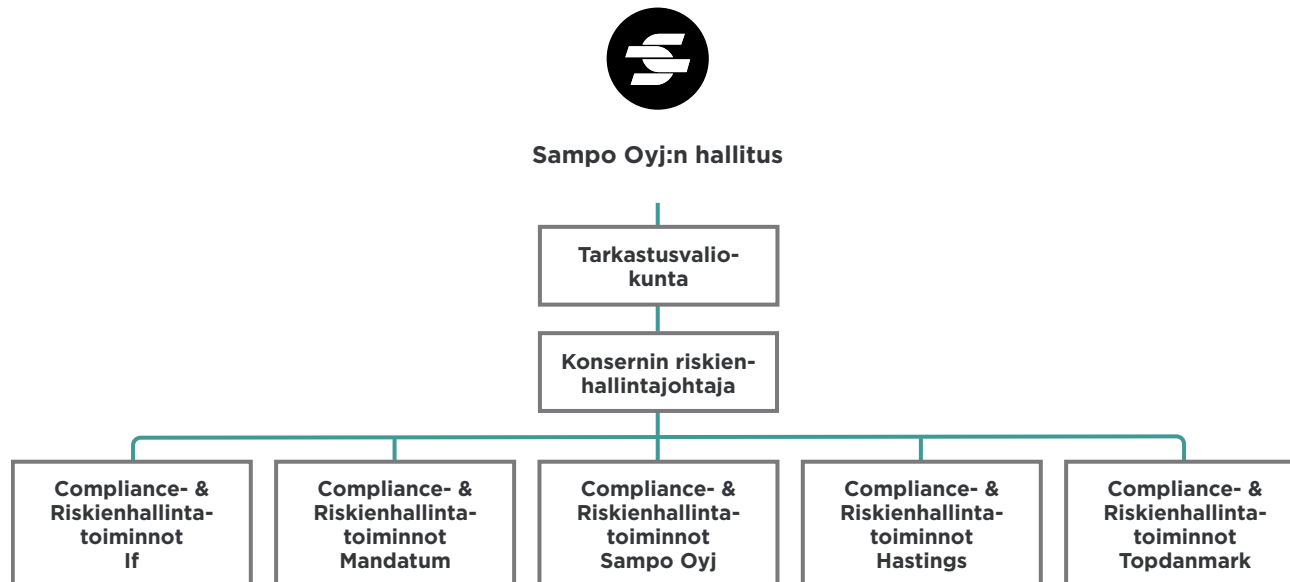 Sampo Oyj:n hallitus
Tarkastusvalio-
kunta
Konsernin riskien-
hallintajohtaja
Compliance- &
Riskienhallinta-
toiminnot
If
Compliance- &
Riskienhallinta-
toiminnot
Mandatum
Compliance- &
Riskienhallinta-
toiminnot
Sampo Oyj
Compliance- &
Riskienhallinta-
toiminnot
Hastings
Compliance- &
Riskienhallinta-
toiminnot
Topdanmark